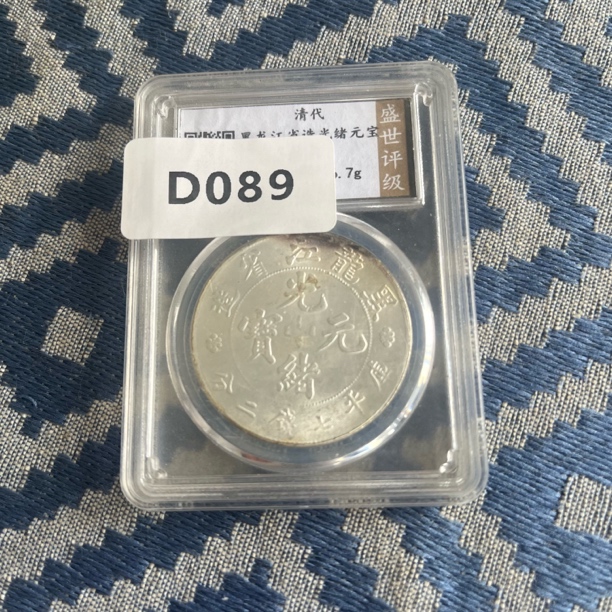 清代
黑龙江省造光绪元宝
.7g
盛世评级
D089
黑龍江省造
光緒元寶
庫平七錢二分